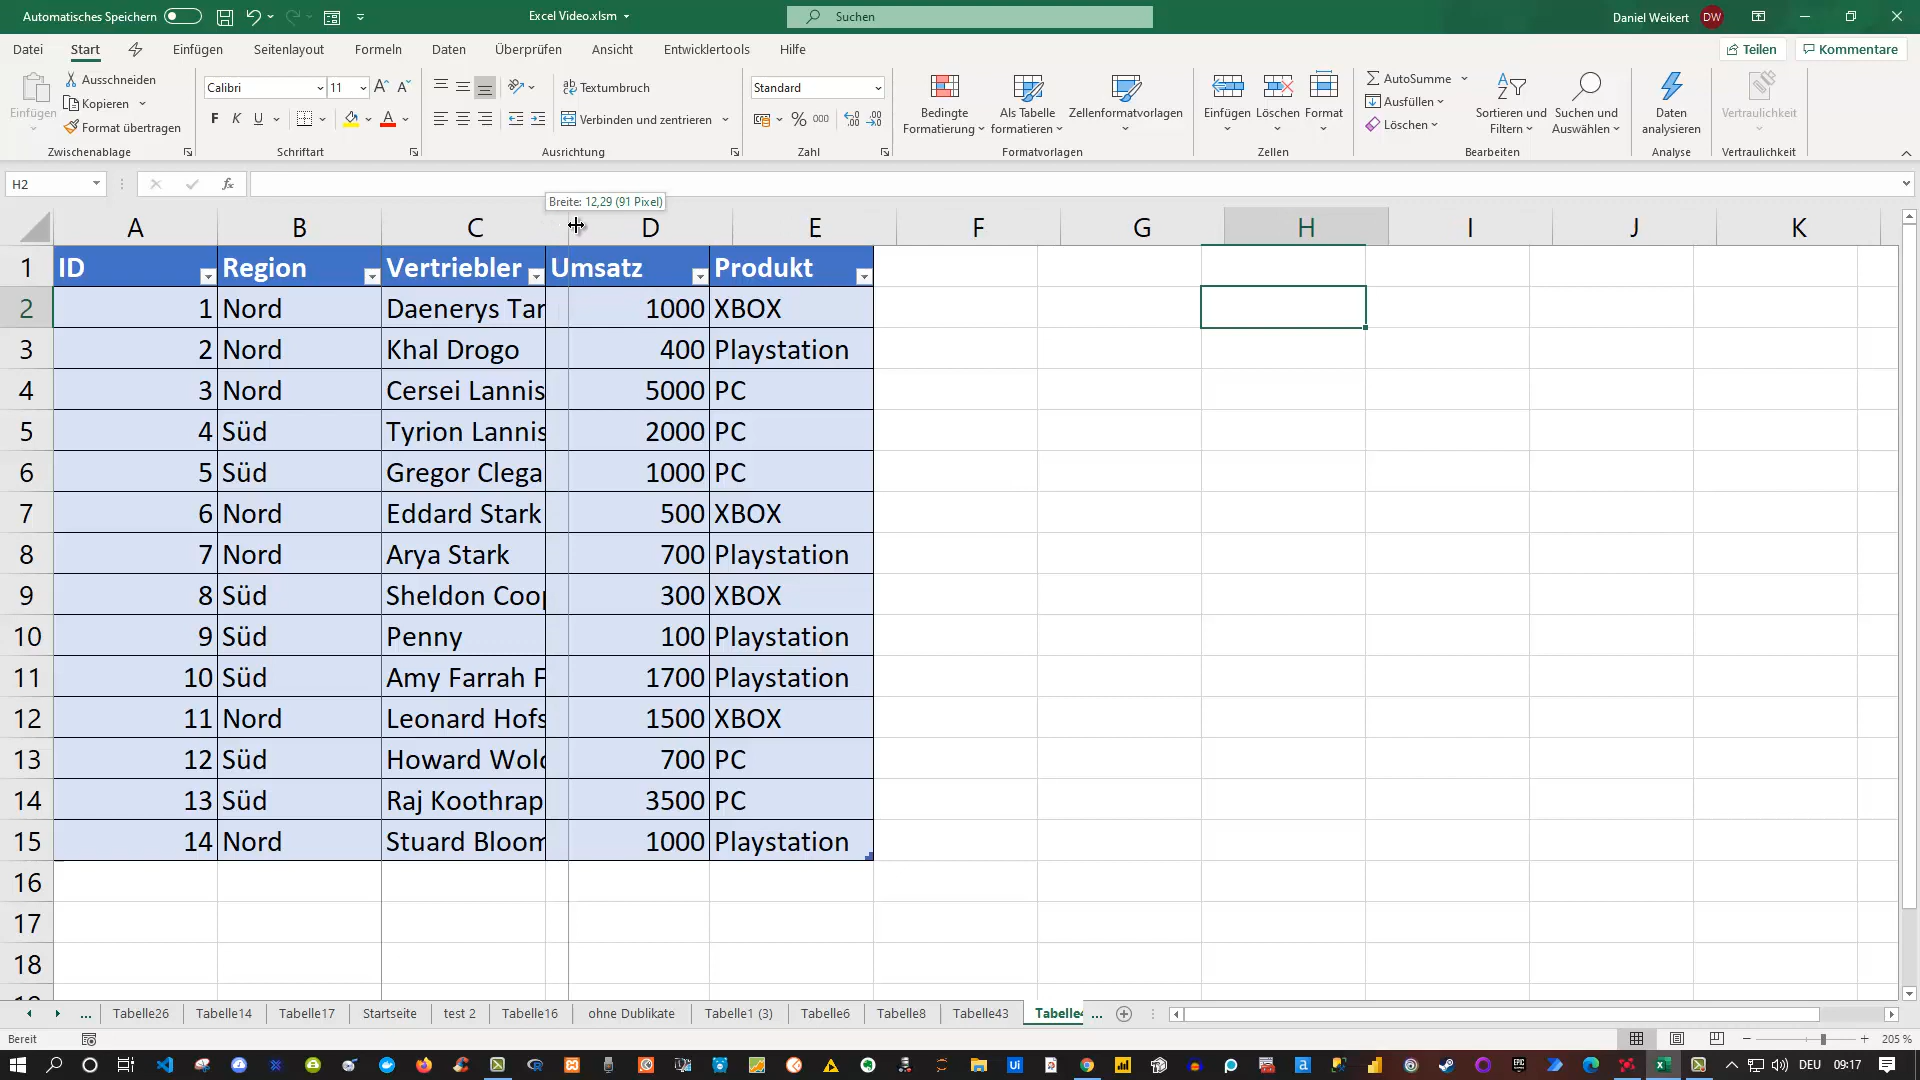 Automatisches Speichern
Excel Video.xlsm
Suchen
Daniel Weikert DW
Datei Start Einfügen Seitenlayout Formeln Daten Überprüfen Ansicht Entwicklertools Hilfe Teilen Kommentare
Einfügen
Ausschneiden
Kopieren
Format übertragen
Zwischenablage
Calibri 11
F K U
Schriftart
Textumbruch
Verbinden und zentrieren
Ausrichtung
Standard
% 000
Zahl
Bedingte Formatierung
Als Tabelle formatieren
Zellenformatvorlagen
Formatvorlagen
Einfügen Löschen Format
Zellen
AutoSumme
Ausfüllen
Löschen
Sortieren und Filtern
Suchen und Auswählen
Bearbeiten
Daten analysieren
Analyse
Vertraulichkeit
Vertraulichkeit
H2 fx
Breite: 12,29 (91 Pixel)
A B C D E F G H I J K
1 ID Region Vertriebler Umsatz Produkt
2 1 Nord Daenerys Tar 1000 XBOX
3 2 Nord Khal Drogo 400 Playstation
4 3 Nord Cersei Lannis 5000 PC
5 4 Süd Tyrion Lannis 2000 PC
6 5 Süd Gregor Clega 1000 PC
7 6 Nord Eddard Stark 500 XBOX
8 7 Nord Arya Stark 700 Playstation
9 8 Süd Sheldon Coop 300 XBOX
10 9 Süd Penny 100 Playstation
11 10 Süd Amy Farrah F 1700 Playstation
12 11 Nord Leonard Hofs 1500 XBOX
13 12 Süd Howard Wolo 700 PC
14 13 Süd Raj Koothrap 3500 PC
15 14 Nord Stuard Bloom 1000 Playstation
16
17
18
... Tabelle26 Tabelle14 Tabelle17 Startseite test 2 Tabelle16 ohne Dublikate Tabelle1 (3) Tabelle6 Tabelle8 Tabelle43 Tabelle4 ...
Bereit 205 %
DEU 09:17